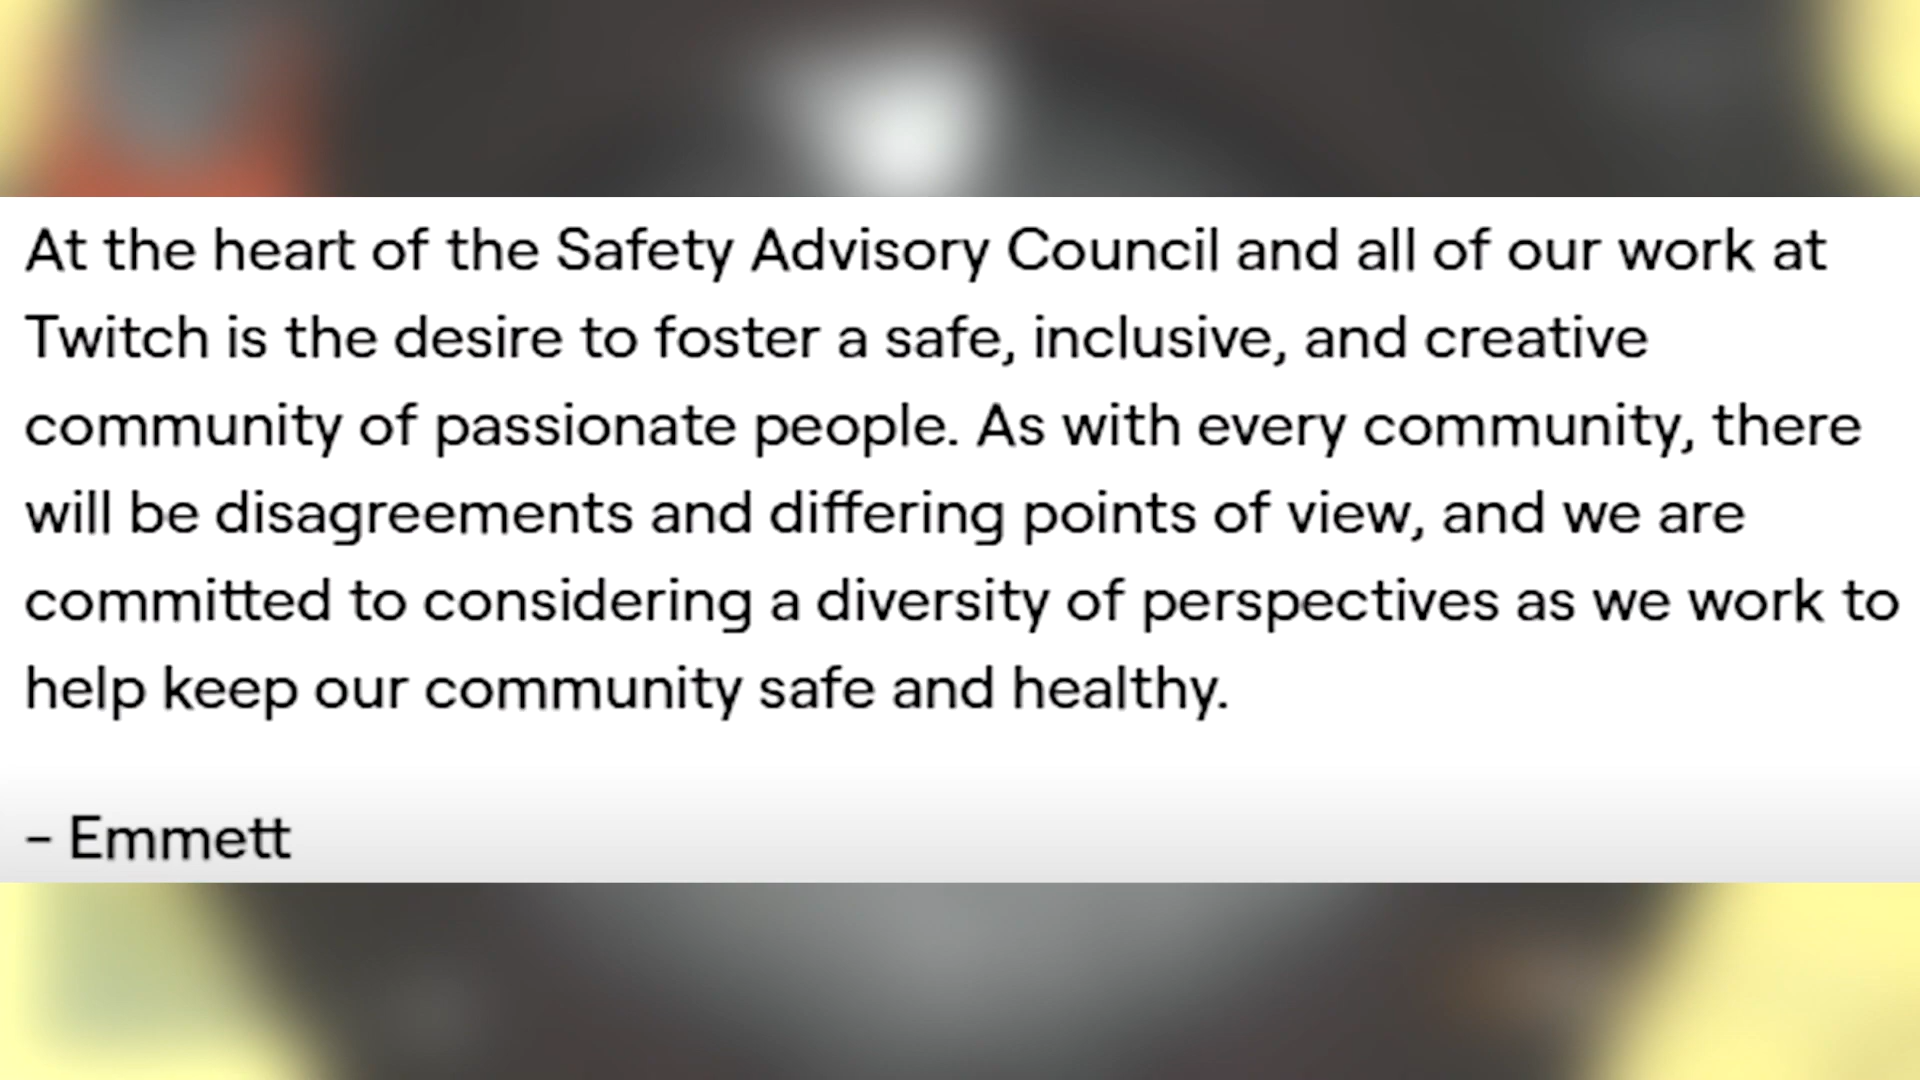 At the heart of the Safety Advisory Council and all of our work at
Twitch is the desire to foster a safe, inclusive, and creative
community of passionate people. As with every community, there
will be disagreements and differing points of view, and we are
committed to considering a diversity of perspectives as we work to
help keep our community safe and healthy.
– Emmett